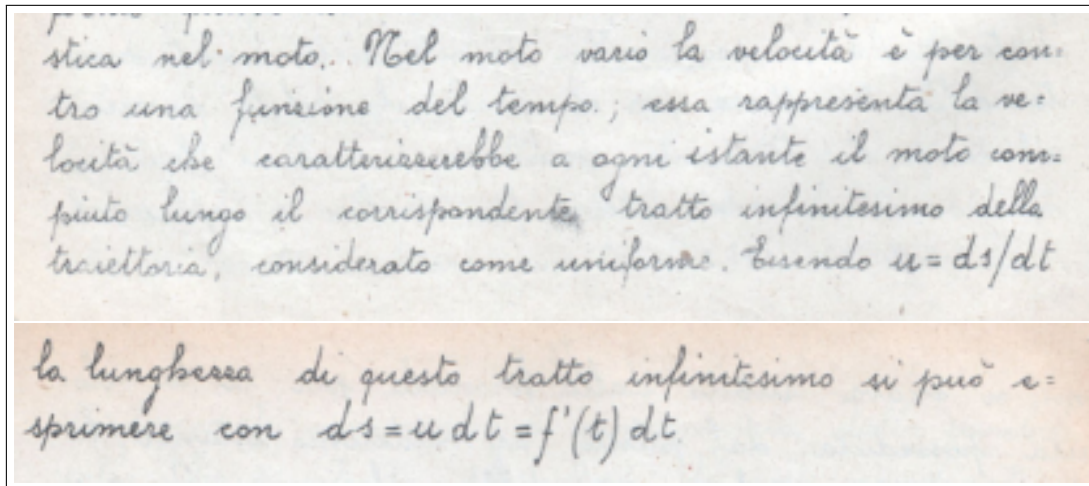 stica nel moto... Nel moto vario la velocità è per con=
tro una funzione del tempo.; essa rappresenta la ve=
locità che caratterizzerebbe a ogni istante il moto com=
piuto lungo il corrispondente tratto infinitesimo della
traiettoria, considerato come uniforme. Essendo u = ds/dt
la lunghezza di questo tratto infinitesimo si può e=
sprimere con ds = u dt = f'(t) dt.